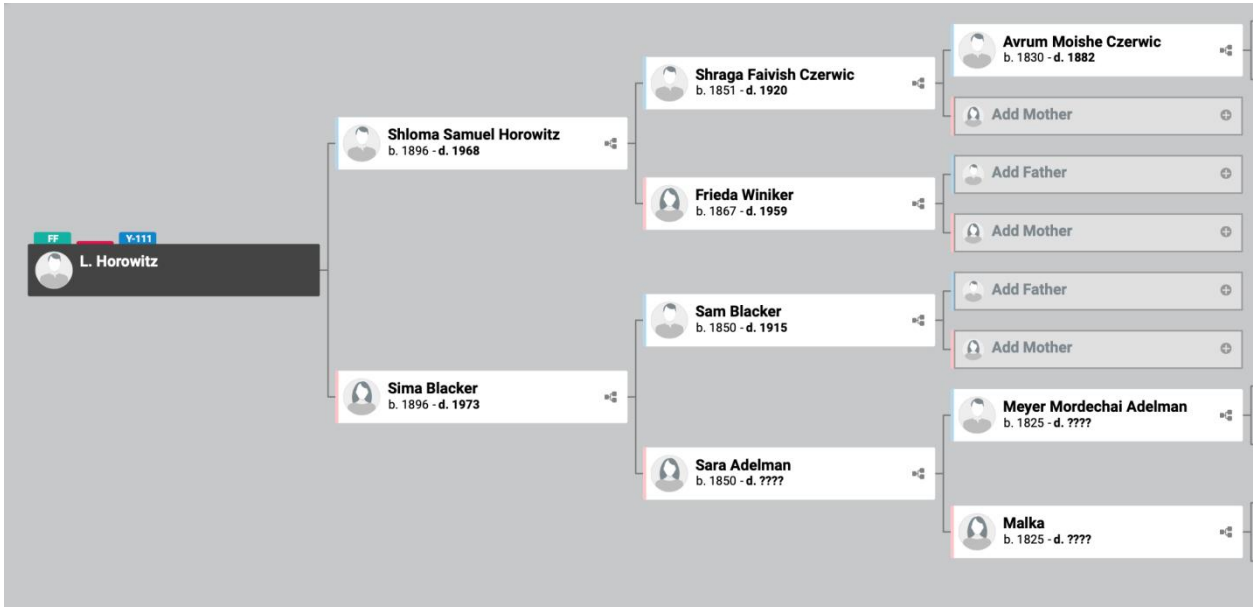 FF
Y-111
L. Horowitz
Shloma Samuel Horowitz
b. 1896 - d. 1968
Sima Blacker
b. 1896 - d. 1973
Shraga Faivish Czerwic
b. 1851 - d. 1920
Frieda Winiker
b. 1867 - d. 1959
Sam Blacker
b. 1850 - d. 1915
Sara Adelman
b. 1850 - d. ????
Avrum Moishe Czerwic
b. 1830 - d. 1882
Add Mother
Add Father
Add Mother
Add Father
Add Mother
Meyer Mordechai Adelman
b. 1825 - d. ????
Malka
b. 1825 - d. ????